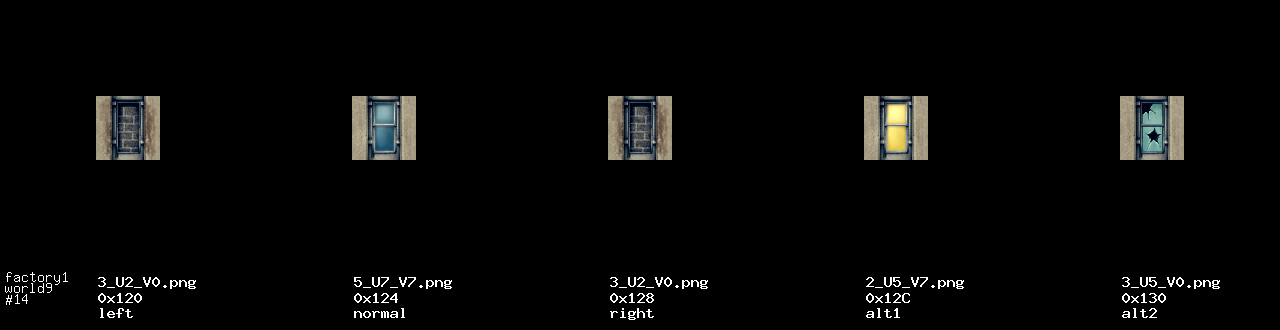 factory1
world9
#14
3_U2_V0.png
0x120
left
5_U7_V7.png
0x124
normal
3_U2_V0.png
0x128
right
2_U5_V7.png
0x12C
alt1
3_U5_V0.png
0x130
alt2